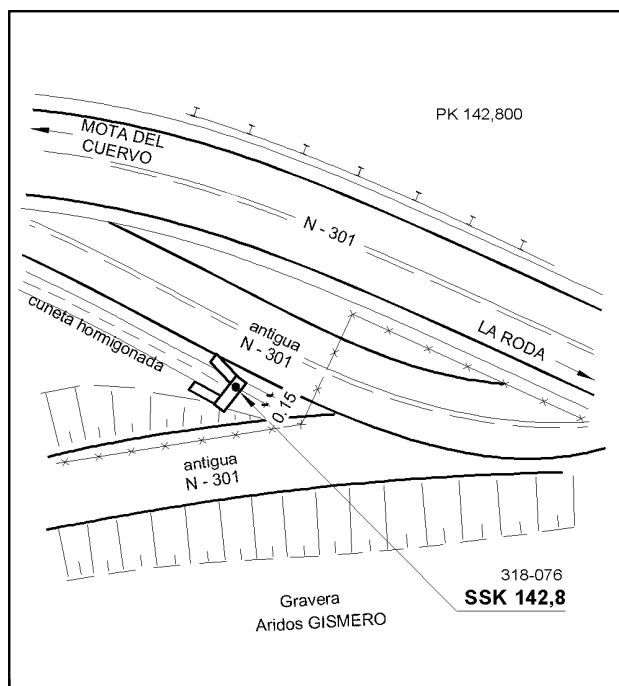 PK 142,800
MOTA DEL
CUERVO
N - 301
LA RODA
cuneta hormigonada
antigua
N - 301
0.15
antigua
N - 301
318-076
SSK 142,8
Gravera
Aridos GISMERO